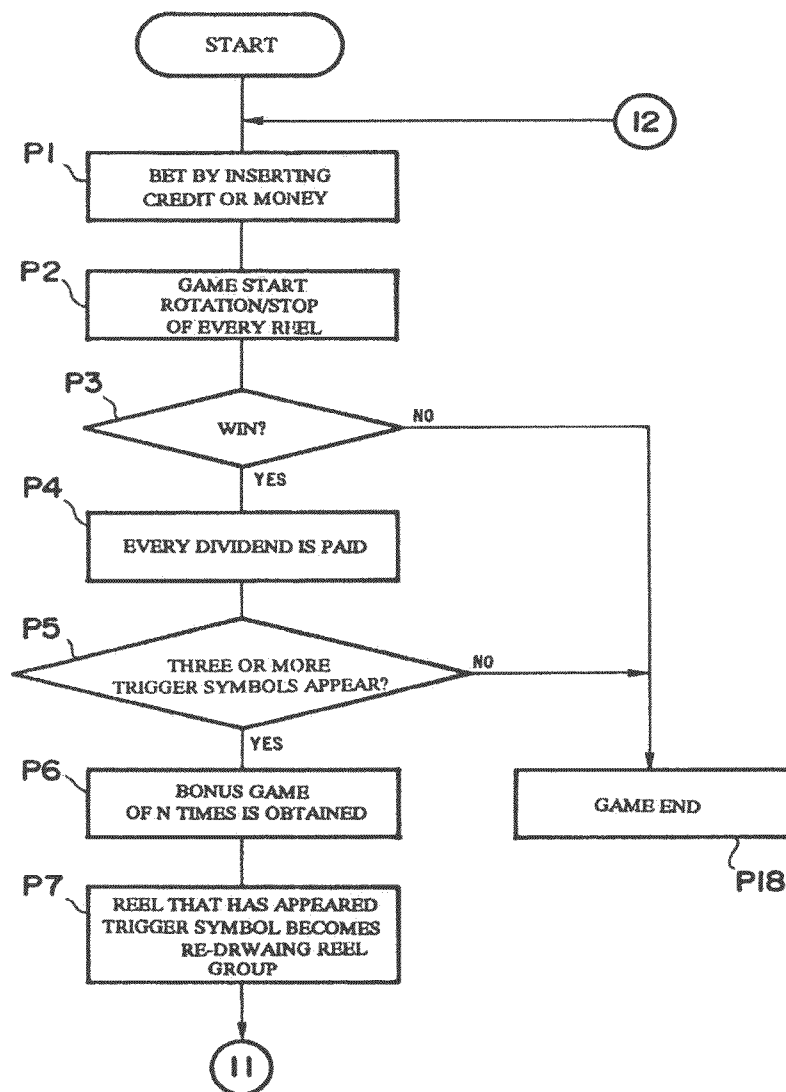 START
12
P1
BET BY INSERTING
CREDIT OR MONEY
P2
GAME START
ROTATION/STOP
OF EVERY REEL
P3
WIN?
NO
YES
P4
EVERY DIVIDEND IS PAID
P5
THREE OR MORE
TRIGGER SYMBOLS APPEAR?
NO
YES
P6
BONUS GAME
OF N TIMES IS OBTAINED
GAME END
P18
P7
REEL THAT HAS APPEARED
TRIGGER SYMBOL BECOMES
RE-DRWAING REEL
GROUP
11